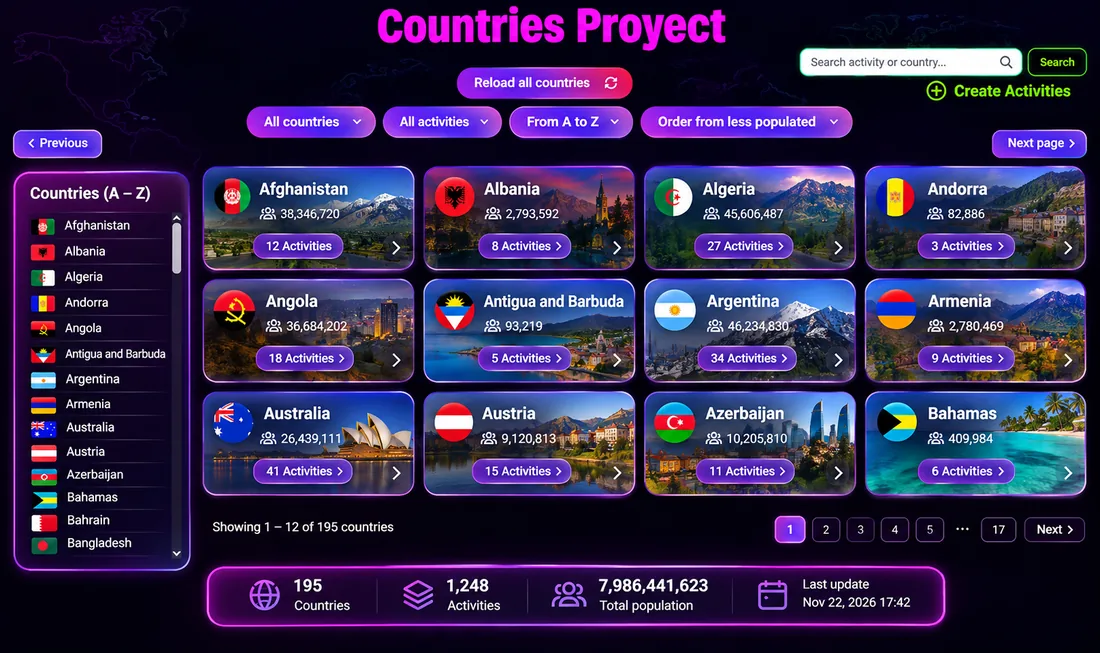 Countries Proyect
Search activity or country...
Search
Reload all countries
Create Activities
All countries
All activities
From A to Z
Order from less populated
Previous
Next page
Countries (A – Z)
Afghanistan
Albania
Algeria
Andorra
Angola
Antigua and Barbuda
Argentina
Armenia
Australia
Austria
Azerbaijan
Bahamas
Bahrain
Bangladesh
Afghanistan
38,346,720
12 Activities
Albania
2,793,592
8 Activities
Algeria
45,606,487
27 Activities
Andorra
82,886
3 Activities
Angola
36,684,202
18 Activities
Antigua and Barbuda
93,219
5 Activities
Argentina
46,234,830
34 Activities
Armenia
2,780,469
9 Activities
Australia
26,439,111
41 Activities
Austria
9,120,813
15 Activities
Azerbaijan
10,205,810
11 Activities
Bahamas
409,984
6 Activities
Showing 1 – 12 of 195 countries
1 2 3 4 5 ··· 17 Next
195
Countries
1,248
Activities
7,986,441,623
Total population
Last update
Nov 22, 2026 17:42